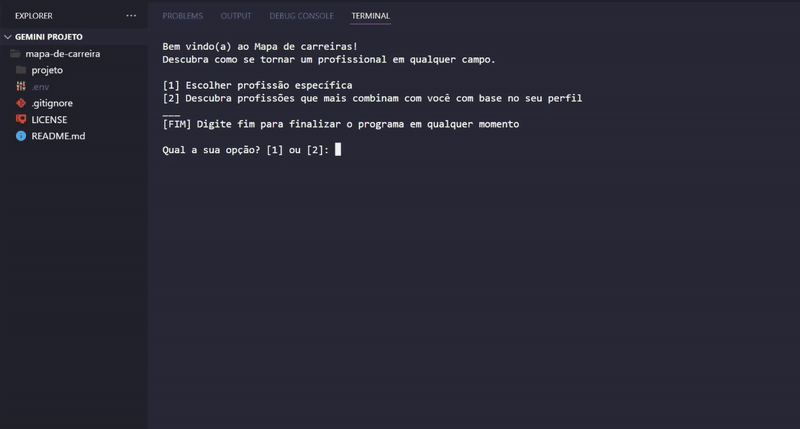 EXPLORER
GEMINI PROJETO
mapa-de-carreira
projeto
.env
.gitignore
LICENSE
README.md
PROBLEMS OUTPUT DEBUG CONSOLE TERMINAL
Bem vindo(a) ao Mapa de carreiras!
Descubra como se tornar um profissional em qualquer campo.
[1] Escolher profissão específica
[2] Descubra profissões que mais combinam com você com base no seu perfil
___
[FIM] Digite fim para finalizar o programa em qualquer momento
Qual a sua opção? [1] ou [2]: